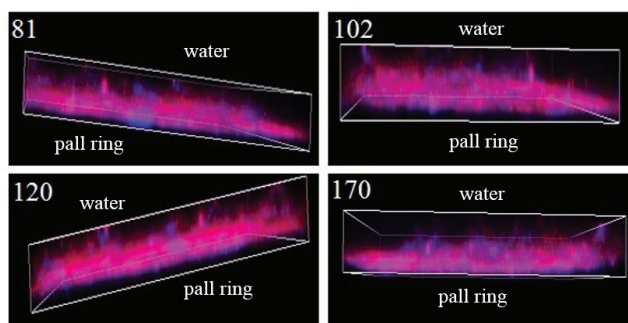 81
water
pall ring
102
water
pall ring
120
water
pall ring
170
water
pall ring